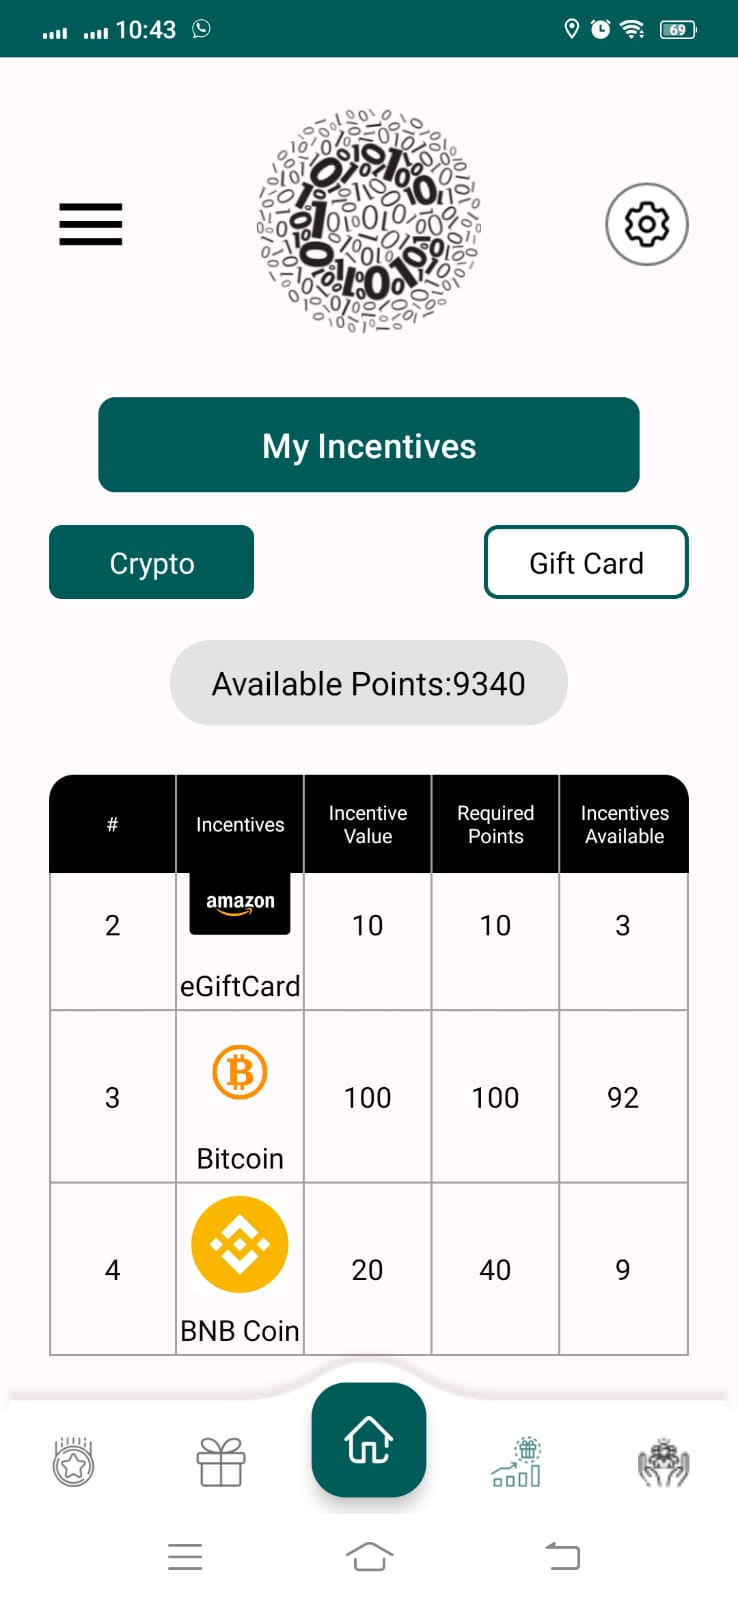 10:43
69
My Incentives
Crypto
Gift Card
Available Points:9340
#
Incentives
Incentive
Value
Required
Points
Incentives
Available
2
amazon
eGiftCard
10
10
3
3
Bitcoin
100
100
92
4
BNB Coin
20
40
9